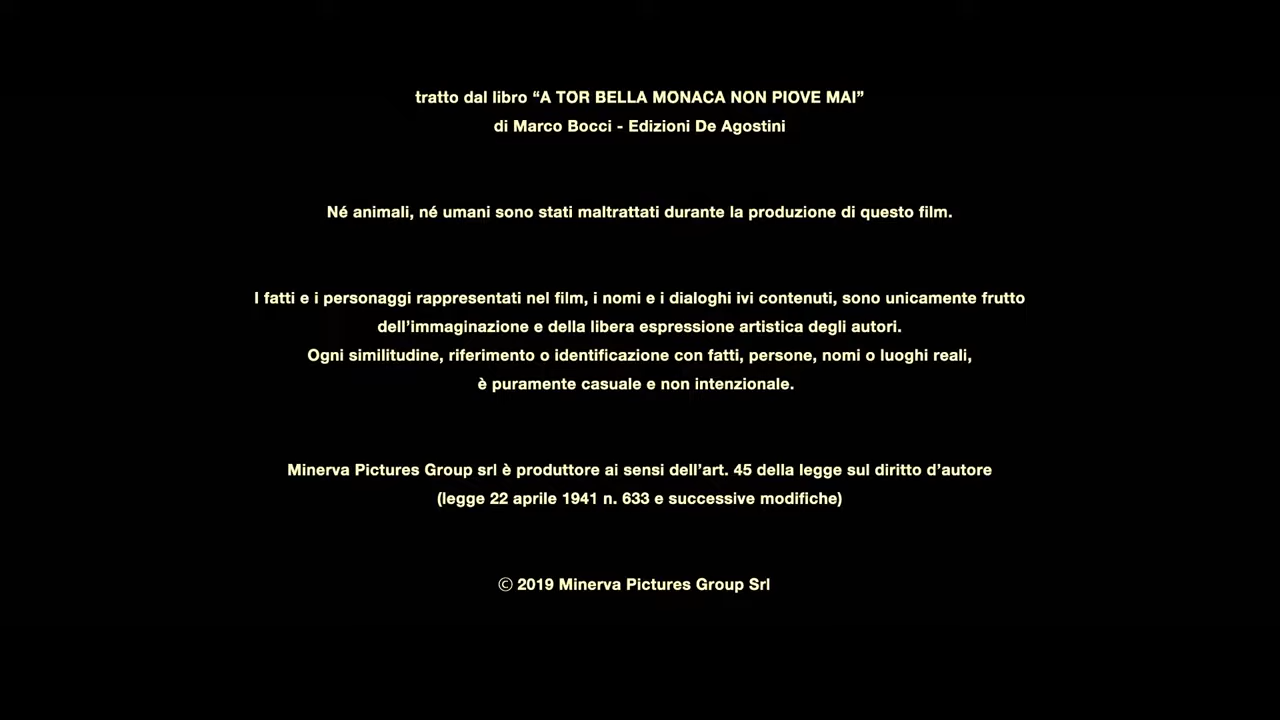 tratto dal libro “A TOR BELLA MONACA NON PIOVE MAI”
di Marco Bocci - Edizioni De Agostini
Né animali, né umani sono stati maltrattati durante la produzione di questo film.
I fatti e i personaggi rappresentati nel film, i nomi e i dialoghi ivi contenuti, sono unicamente frutto
dell’immaginazione e della libera espressione artistica degli autori.
Ogni similitudine, riferimento o identificazione con fatti, persone, nomi o luoghi reali,
è puramente casuale e non intenzionale.
Minerva Pictures Group srl è produttore ai sensi dell’art. 45 della legge sul diritto d’autore
(legge 22 aprile 1941 n. 633 e successive modifiche)
© 2019 Minerva Pictures Group Srl